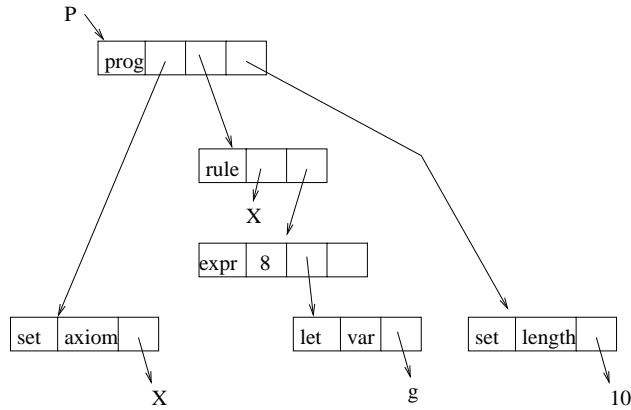 P
prog
rule
X
expr 8
set axiom
let var
set length
X
g
10